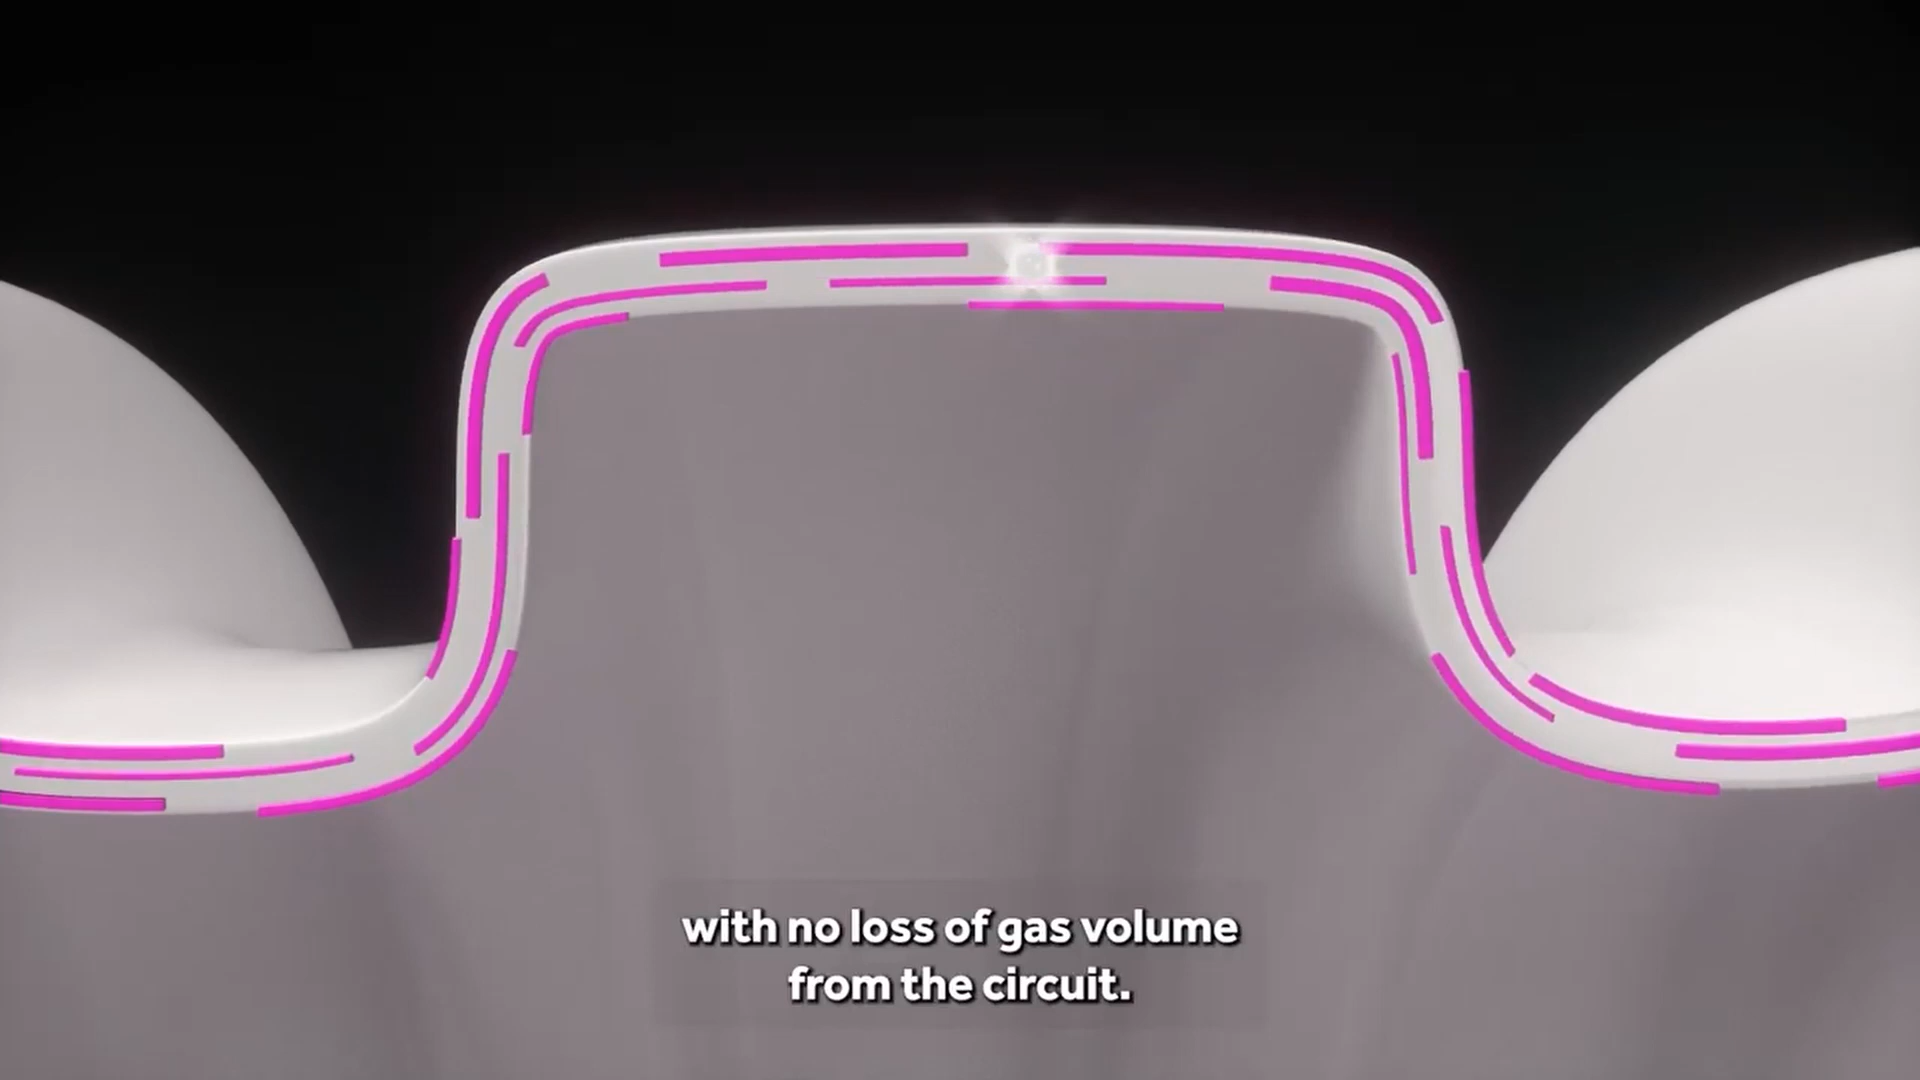 with no loss of gas volume
from the circuit.